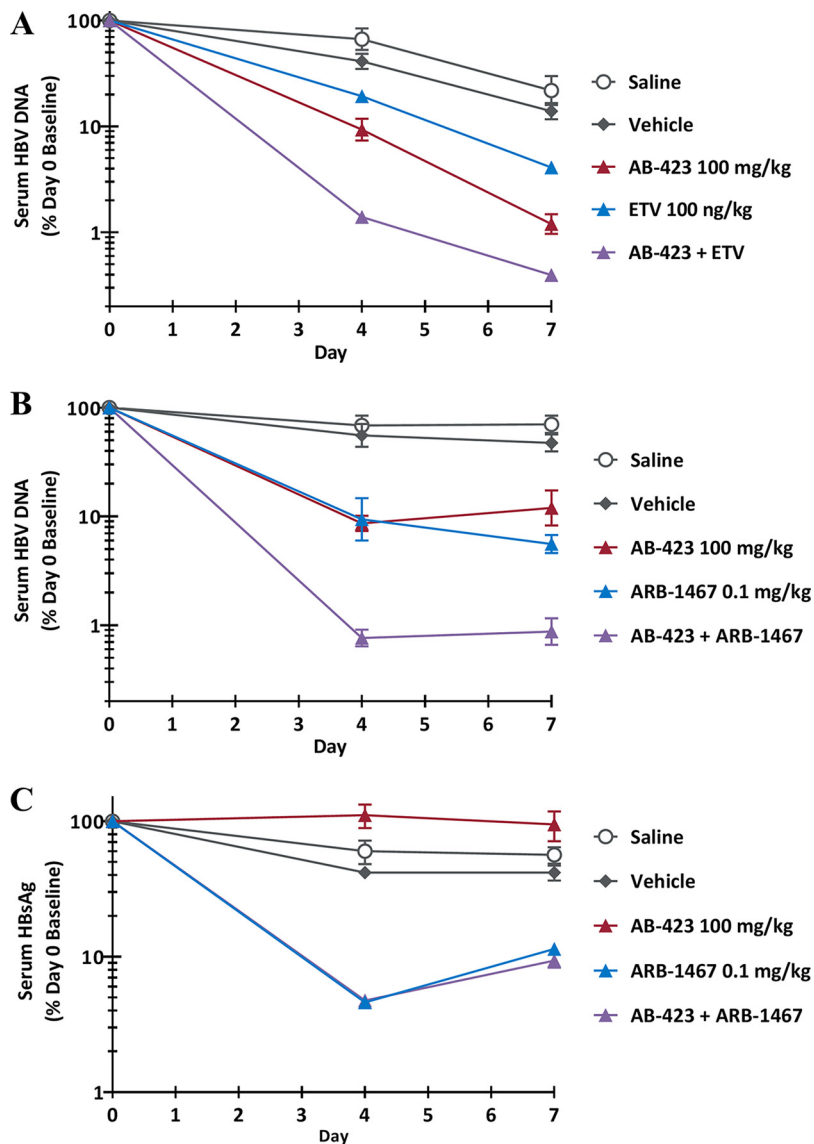 A
Serum HBV DNA
(% Day 0 Baseline)
100
10
1
0 1 2 3 4 5 6 7
Day
Saline
Vehicle
AB-423 100 mg/kg
ETV 100 ng/kg
AB-423 + ETV
B
Serum HBV DNA
(% Day 0 Baseline)
100
10
1
0 1 2 3 4 5 6 7
Day
Saline
Vehicle
AB-423 100 mg/kg
ARB-1467 0.1 mg/kg
AB-423 + ARB-1467
C
Serum HBsAg
(% Day 0 Baseline)
100
10
1
0 1 2 3 4 5 6 7
Day
Saline
Vehicle
AB-423 100 mg/kg
ARB-1467 0.1 mg/kg
AB-423 + ARB-1467